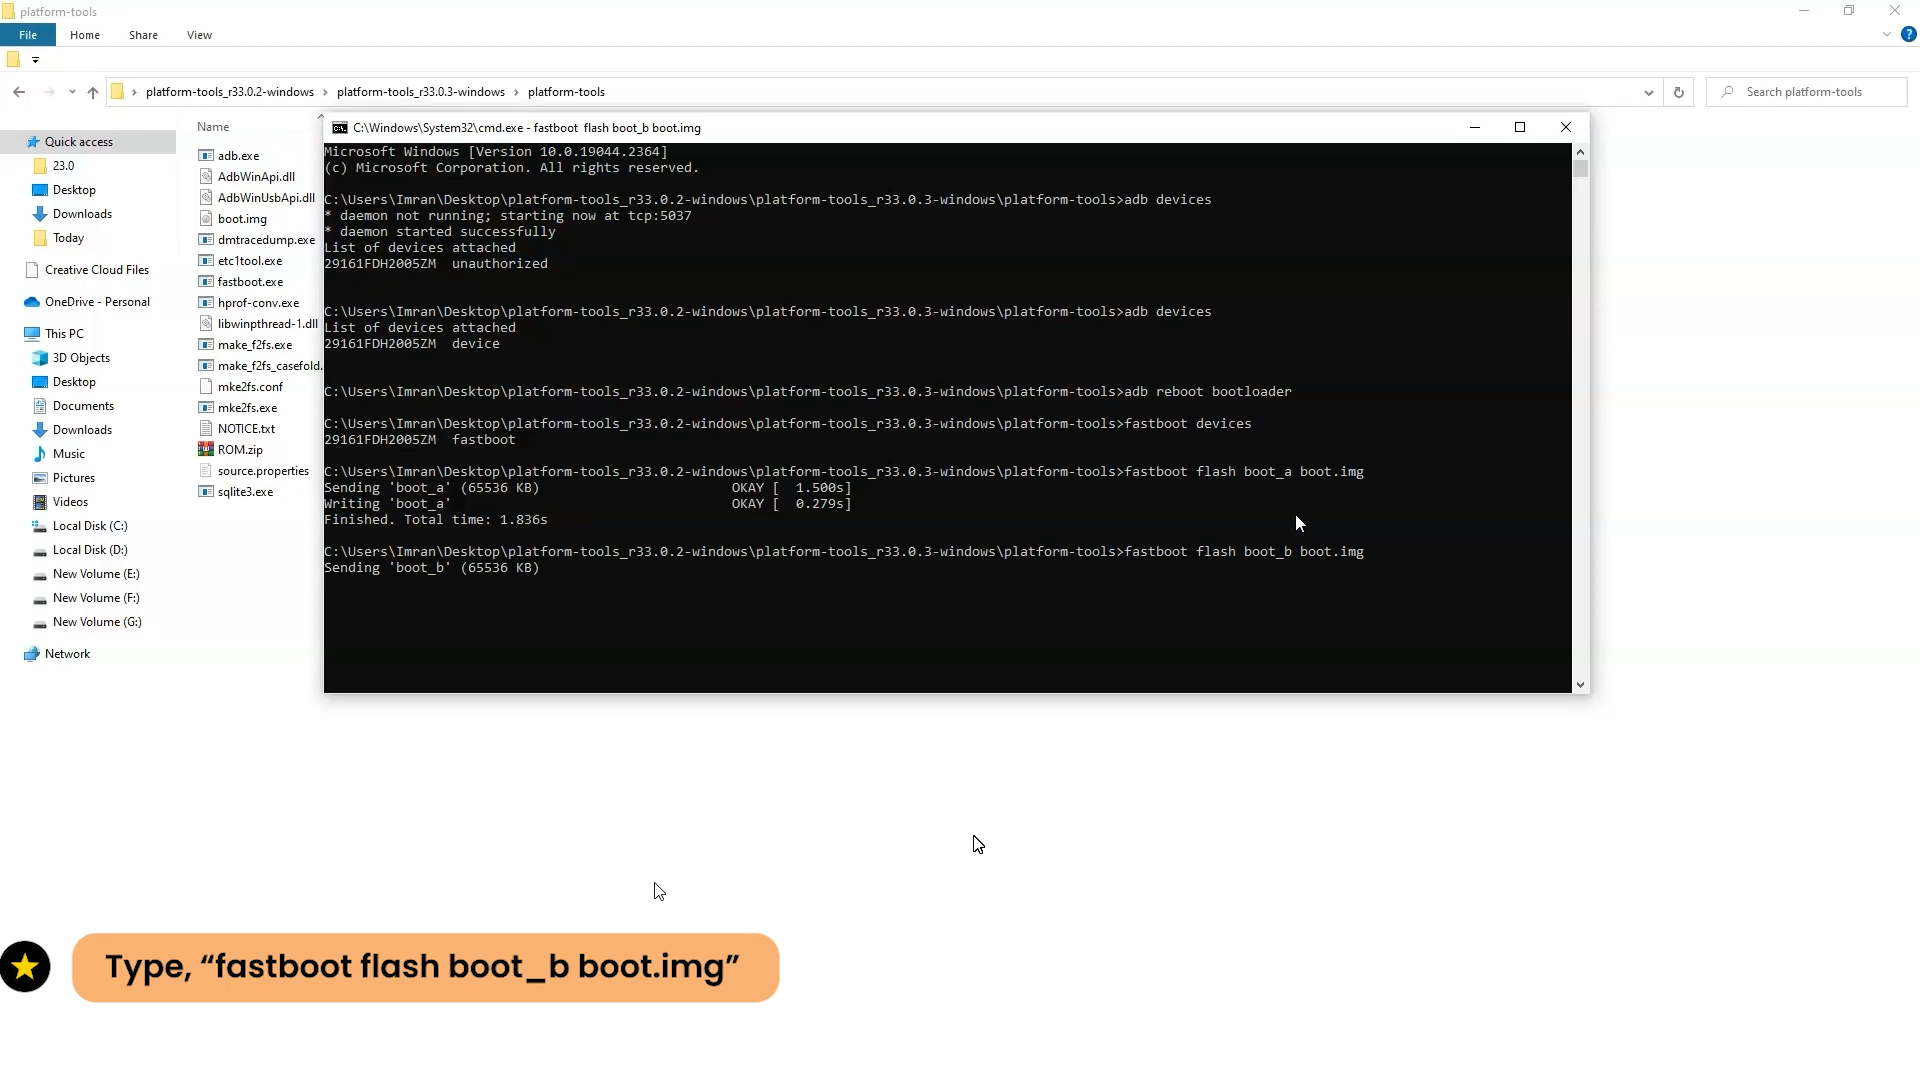 platform-tools
File Home Share View
platform-tools_r33.0.2-windows > platform-tools_r33.0.3-windows > platform-tools
Search platform-tools
Quick access
23.0
Desktop
Downloads
Today
Creative Cloud Files
OneDrive - Personal
This PC
3D Objects
Desktop
Documents
Downloads
Music
Pictures
Videos
Local Disk (C:)
Local Disk (D:)
New Volume (E:)
New Volume (F:)
New Volume (G:)
Network
Name
adb.exe
AdbWinApi.dll
AdbWinUsbApi.dll
boot.img
dmtracedump.exe
etc1tool.exe
fastboot.exe
hprof-conv.exe
libwinpthread-1.dll
make_f2fs.exe
make_f2fs_casefold.
mke2fs.conf
mke2fs.exe
NOTICE.txt
ROM.zip
source.properties
sqlite3.exe
C:\Windows\System32\cmd.exe - fastboot flash boot_b boot.img
Microsoft Windows [Version 10.0.19044.2364]
(c) Microsoft Corporation. All rights reserved.
C:\Users\Imran\Desktop\platform-tools_r33.0.2-windows\platform-tools_r33.0.3-windows\platform-tools>adb devices
* daemon not running; starting now at tcp:5037
* daemon started successfully
List of devices attached
29161FDH2005ZM unauthorized
C:\Users\Imran\Desktop\platform-tools_r33.0.2-windows\platform-tools_r33.0.3-windows\platform-tools>adb devices
List of devices attached
29161FDH2005ZM device
C:\Users\Imran\Desktop\platform-tools_r33.0.2-windows\platform-tools_r33.0.3-windows\platform-tools>adb reboot bootloader
C:\Users\Imran\Desktop\platform-tools_r33.0.2-windows\platform-tools_r33.0.3-windows\platform-tools>fastboot devices
29161FDH2005ZM fastboot
C:\Users\Imran\Desktop\platform-tools_r33.0.2-windows\platform-tools_r33.0.3-windows\platform-tools>fastboot flash boot_a boot.img
Sending 'boot_a' (65536 KB) OKAY [ 1.500s]
Writing 'boot_a' OKAY [ 0.279s]
Finished. Total time: 1.836s
C:\Users\Imran\Desktop\platform-tools_r33.0.2-windows\platform-tools_r33.0.3-windows\platform-tools>fastboot flash boot_b boot.img
Sending 'boot_b' (65536 KB)
Type, “fastboot flash boot_b boot.img”